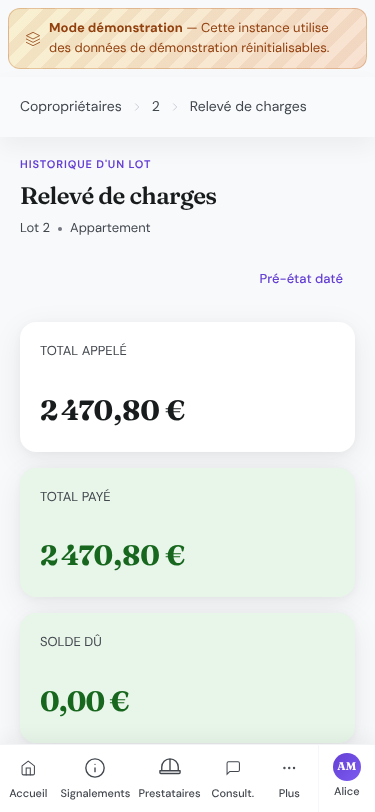 Mode démonstration — Cette instance utilise
des données de démonstration réinitialisables.
Copropriétaires > 2 > Relevé de charges
HISTORIQUE D'UN LOT
Relevé de charges
Lot 2 • Appartement
Pré-état daté
TOTAL APPELÉ
2 470,80 €
TOTAL PAYÉ
2 470,80 €
SOLDE DÛ
0,00 €
AM
Accueil Signalements Prestataires Consult. Plus Alice